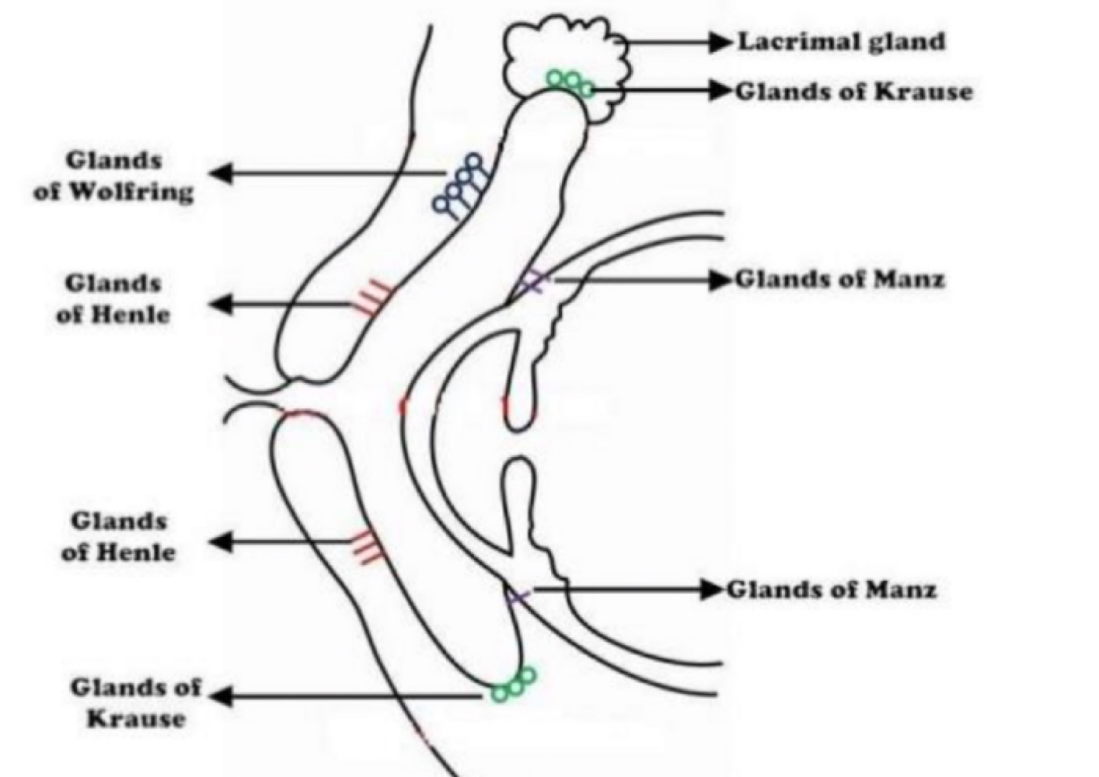 Lacrimal gland
Glands of Krause
Glands
of Wolfring
Glands of Manz
Glands
of Henle
Glands
of Henle
Glands of Manz
Glands of
Krause